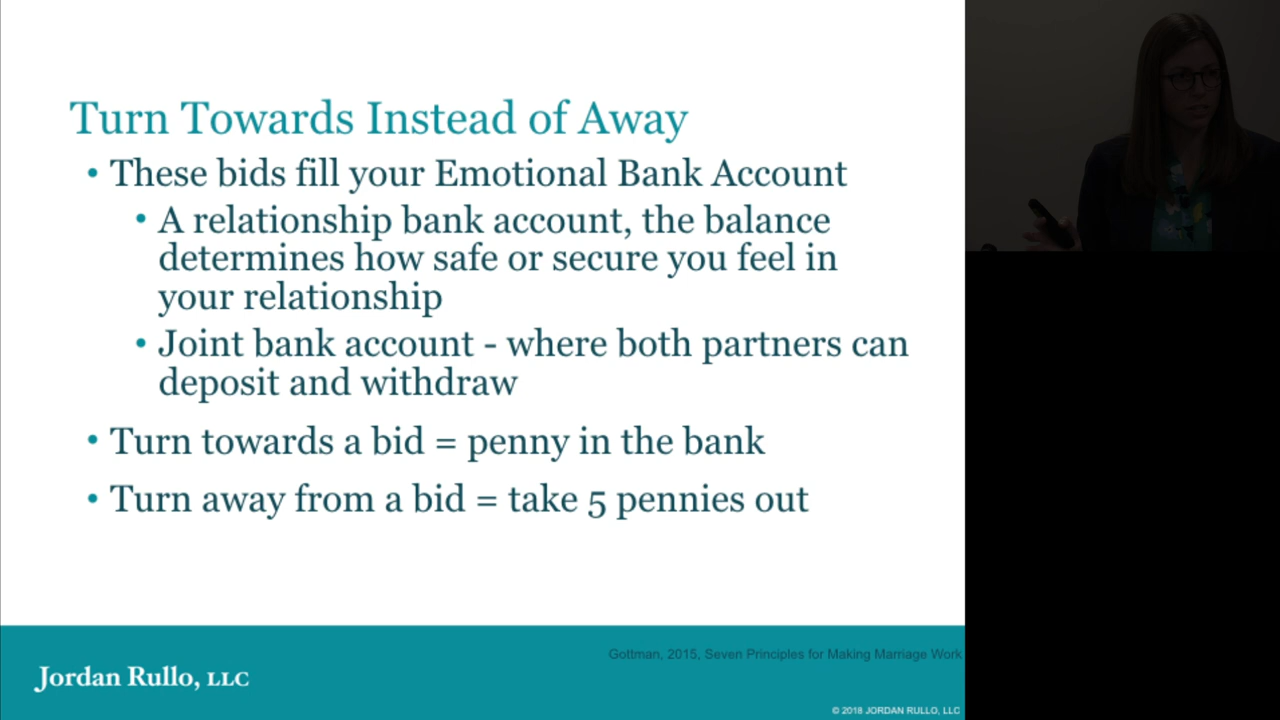 Turn Towards Instead of Away
• These bids fill your Emotional Bank Account
• A relationship bank account, the balance
determines how safe or secure you feel in
your relationship
• Joint bank account - where both partners can
deposit and withdraw
• Turn towards a bid = penny in the bank
• Turn away from a bid = take 5 pennies out
Gottman, 2015, Seven Principles for Making Marriage Work
Jordan Rullo, LLC
© 2018 JORDAN RULLO, LLC